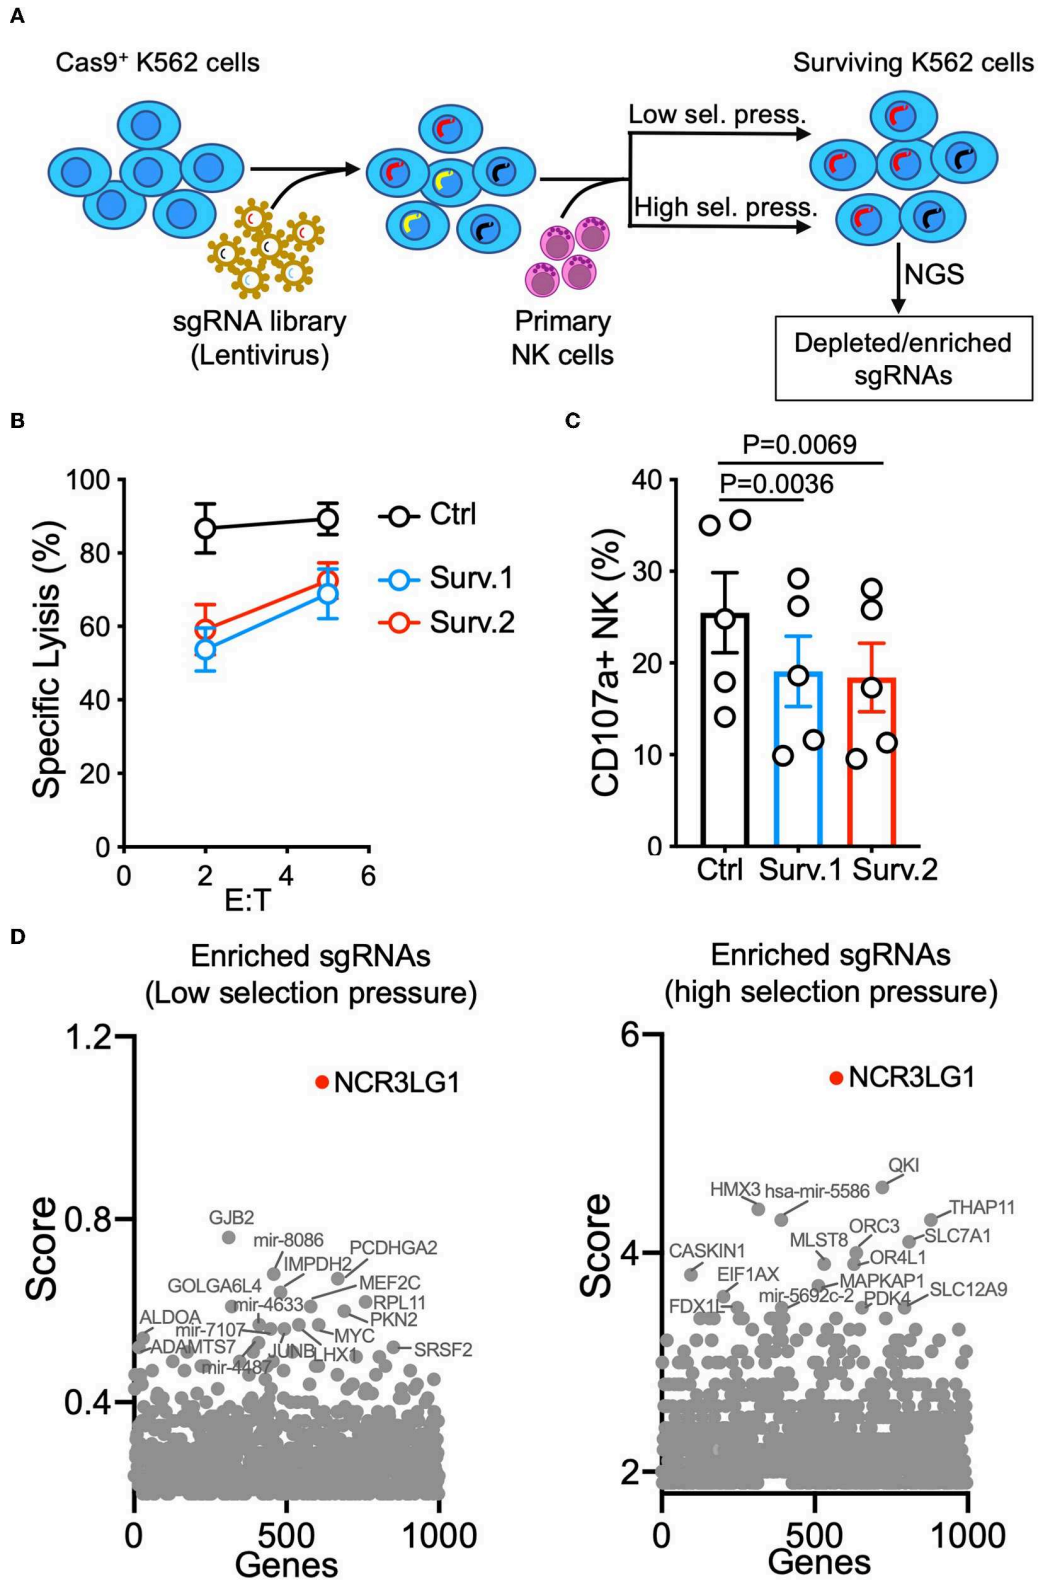 A
Cas9+ K562 cells
Surviving K562 cells
Low sel. press.
High sel. press.
NGS
sgRNA library
(Lentivirus)
Primary
NK cells
Depleted/enriched
sgRNAs
B
100
80
60
40
20
0
0
2
4
6
Specific Lyisis (%)
E:T
Ctrl
Surv.1
Surv.2
C
P=0.0069
P=0.0036
40
30
20
10
0
CD107a+ NK (%)
Ctrl
Surv.1
Surv.2
D
Enriched sgRNAs
(Low selection pressure)
1.2
0.8
0.4
Score
NCR3LG1
GJB2
mir-8086
PCDHGA2
IMPDH2
GOLGA6L4
MEF2C
mir-4633
RPL11
ALDOA
PKN2
mir-7107
MYC
ADAMTS7
JUNB
LHX1
SRSF2
mir-4487
0
500
1000
Genes
Enriched sgRNAs
(high selection pressure)
6
4
2
Score
NCR3LG1
QKI
HMX3
hsa-mir-5586
THAP11
ORC3
MLST8
SLC7A1
CASKIN1
OR4L1
EIF1AX
MAPKAP1
SLC12A9
mir-5692c-2
PDK4
FDX1L
0
500
1000
Genes